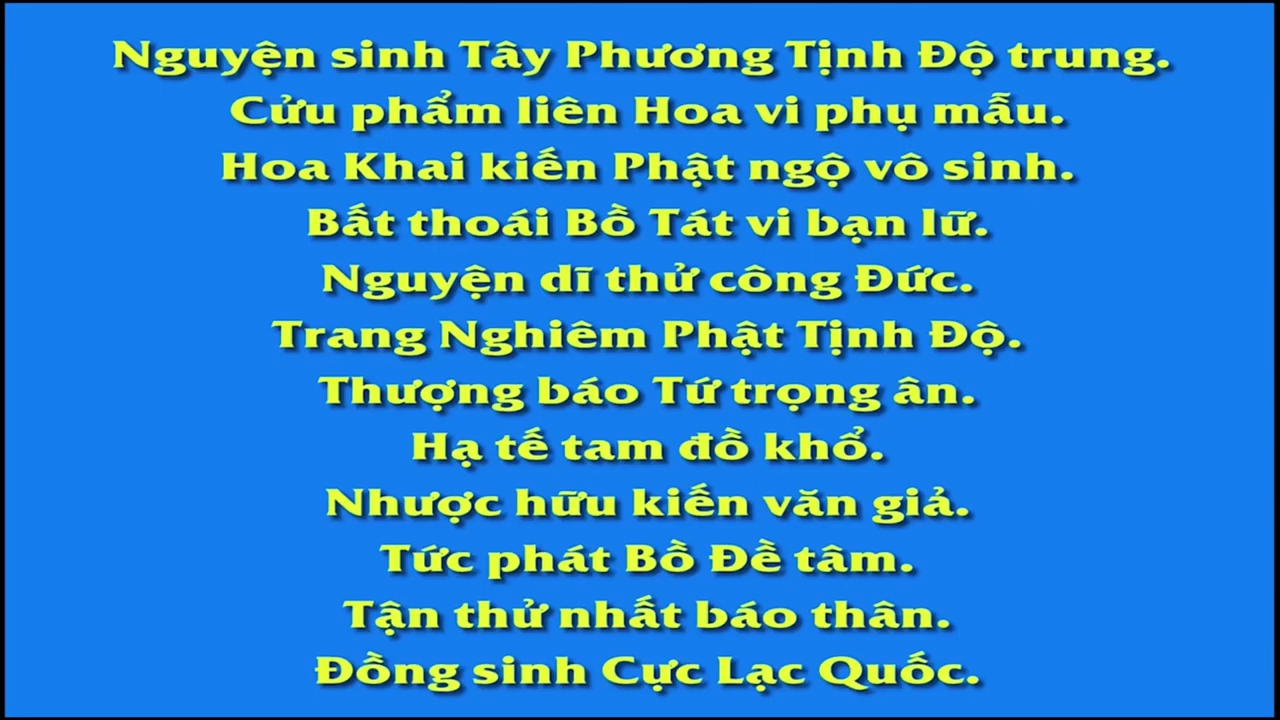 Nguyện sinh Tây Phương Tịnh Độ trung.
Cửu phẩm liên Hoa vi phụ mẫu.
Hoa Khai kiến Phật ngộ vô sinh.
Bất thoái Bồ Tát vi bạn lữ.
Nguyện dĩ thử công Đức.
Trang Nghiêm Phật Tịnh Độ.
Thượng báo Tứ trọng ân.
Hạ tế tam đồ khổ.
Nhược hữu kiến văn giả.
Tức phát Bồ Đề tâm.
Tận thử nhất báo thân.
Đồng sinh Cực Lạc Quốc.